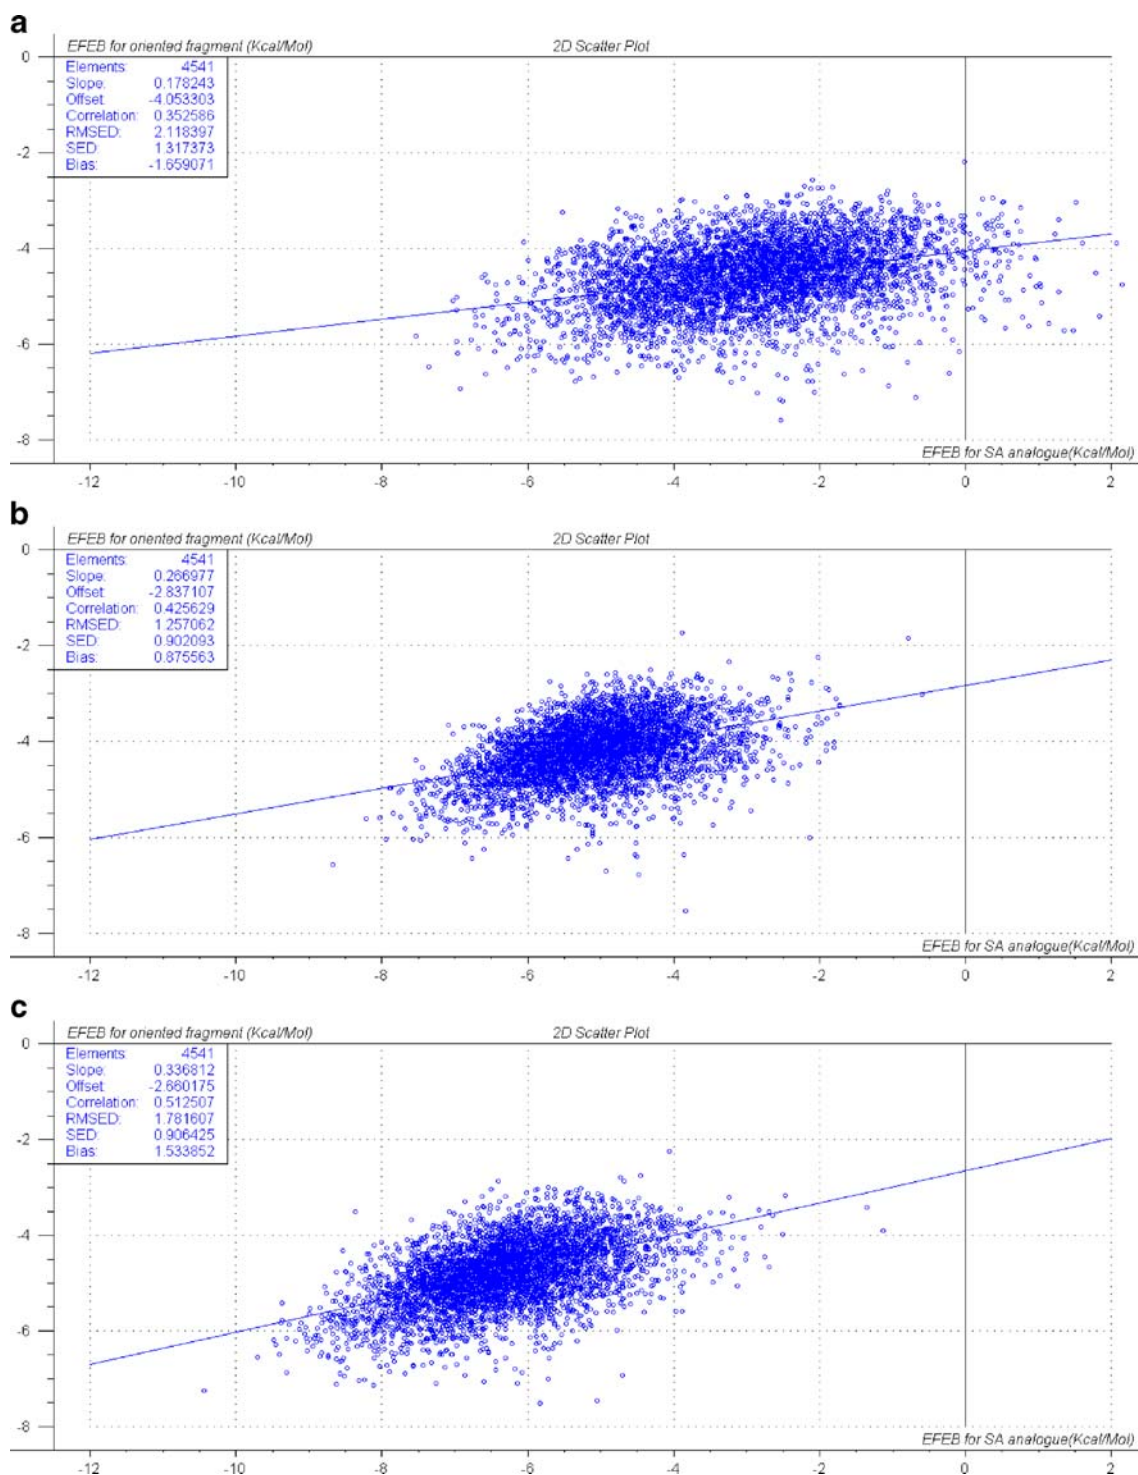 a
EFEB for oriented fragment (Kcal/Mol) 2D Scatter Plot
0
Elements: 4541
Slope: 0.178243
Offset: -4.053303
Correlation: 0.352586
RMSED: 2.118397
SED: 1.317373
Bias: -1.659071
-2
-4
-6
-8
EFEB for SA analogue(Kcal/Mol)
-12 -10 -8 -6 -4 -2 0 2
b
EFEB for oriented fragment (Kcal/Mol) 2D Scatter Plot
0
Elements: 4541
Slope: 0.266977
Offset: -2.837107
Correlation: 0.425629
RMSED: 1.257062
SED: 0.902093
Bias: 0.875563
-2
-4
-6
-8
EFEB for SA analogue(Kcal/Mol)
-12 -10 -8 -6 -4 -2 0 2
c
EFEB for oriented fragment (Kcal/Mol) 2D Scatter Plot
0
Elements: 4541
Slope: 0.336812
Offset: -2.660175
Correlation: 0.512507
RMSED: 1.781607
SED: 0.906425
Bias: 1.533852
-2
-4
-6
-8
EFEB for SA analogue(Kcal/Mol)
-12 -10 -8 -6 -4 -2 0 2